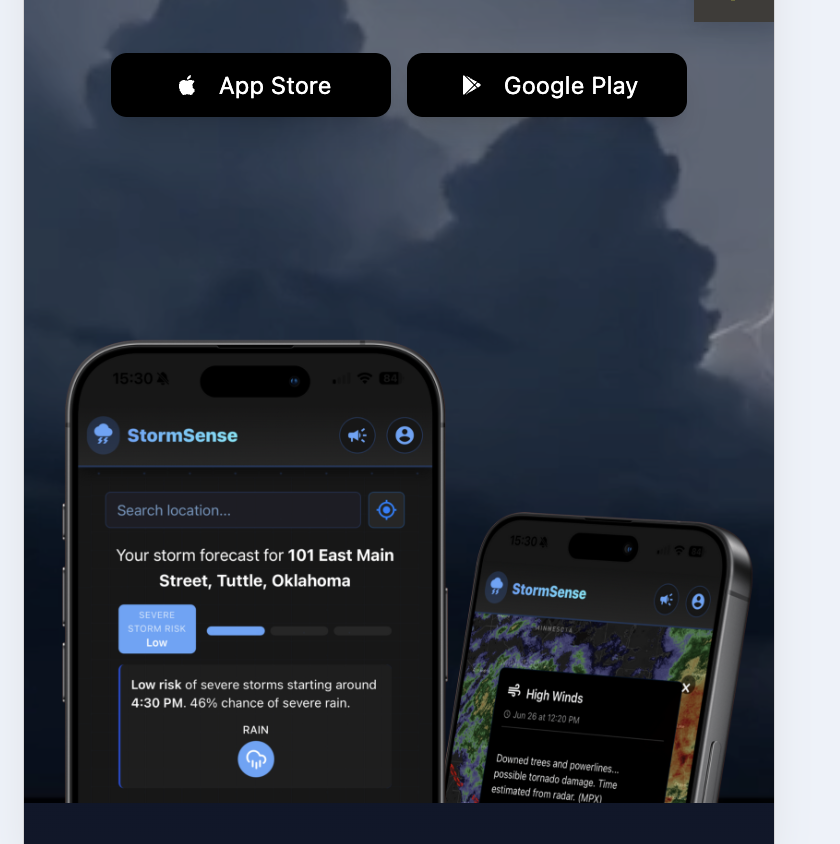 App Store
Google Play
15:30
84
StormSense
Search location...
Your storm forecast for 101 East Main
Street, Tuttle, Oklahoma
SEVERE
STORM RISK
Low
Low risk of severe storms starting around
4:30 PM. 46% chance of severe rain.
RAIN
15:30
84
StormSense
MINNESOTA
High Winds
X
Jun 26 at 12:20 PM
Downed trees and powerlines...
possible tornado damage. Time
estimated from radar. (MPX)